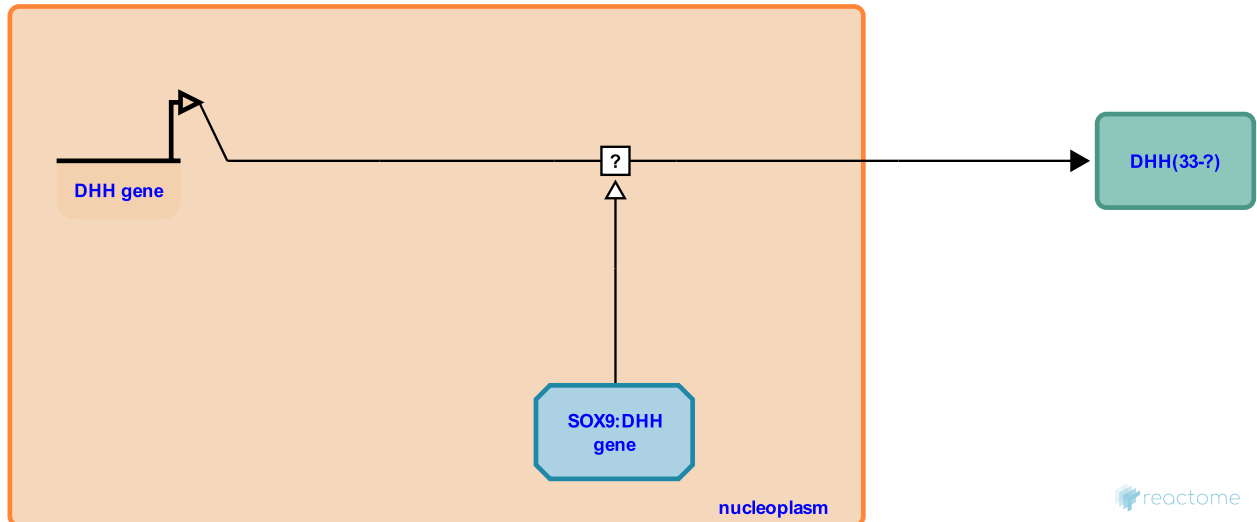 ?
DHH(33-?)
DHH gene
SOX9:DHH
gene
reactome
nucleoplasm